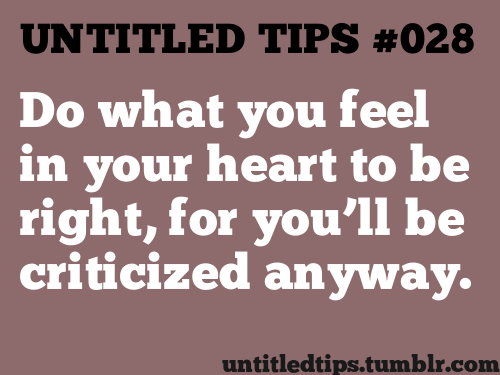 UNTITLED TIPS #028
Do what you feel
in your heart to be
right, for you’ll be
criticized anyway.
untitledtips.tumblr.com